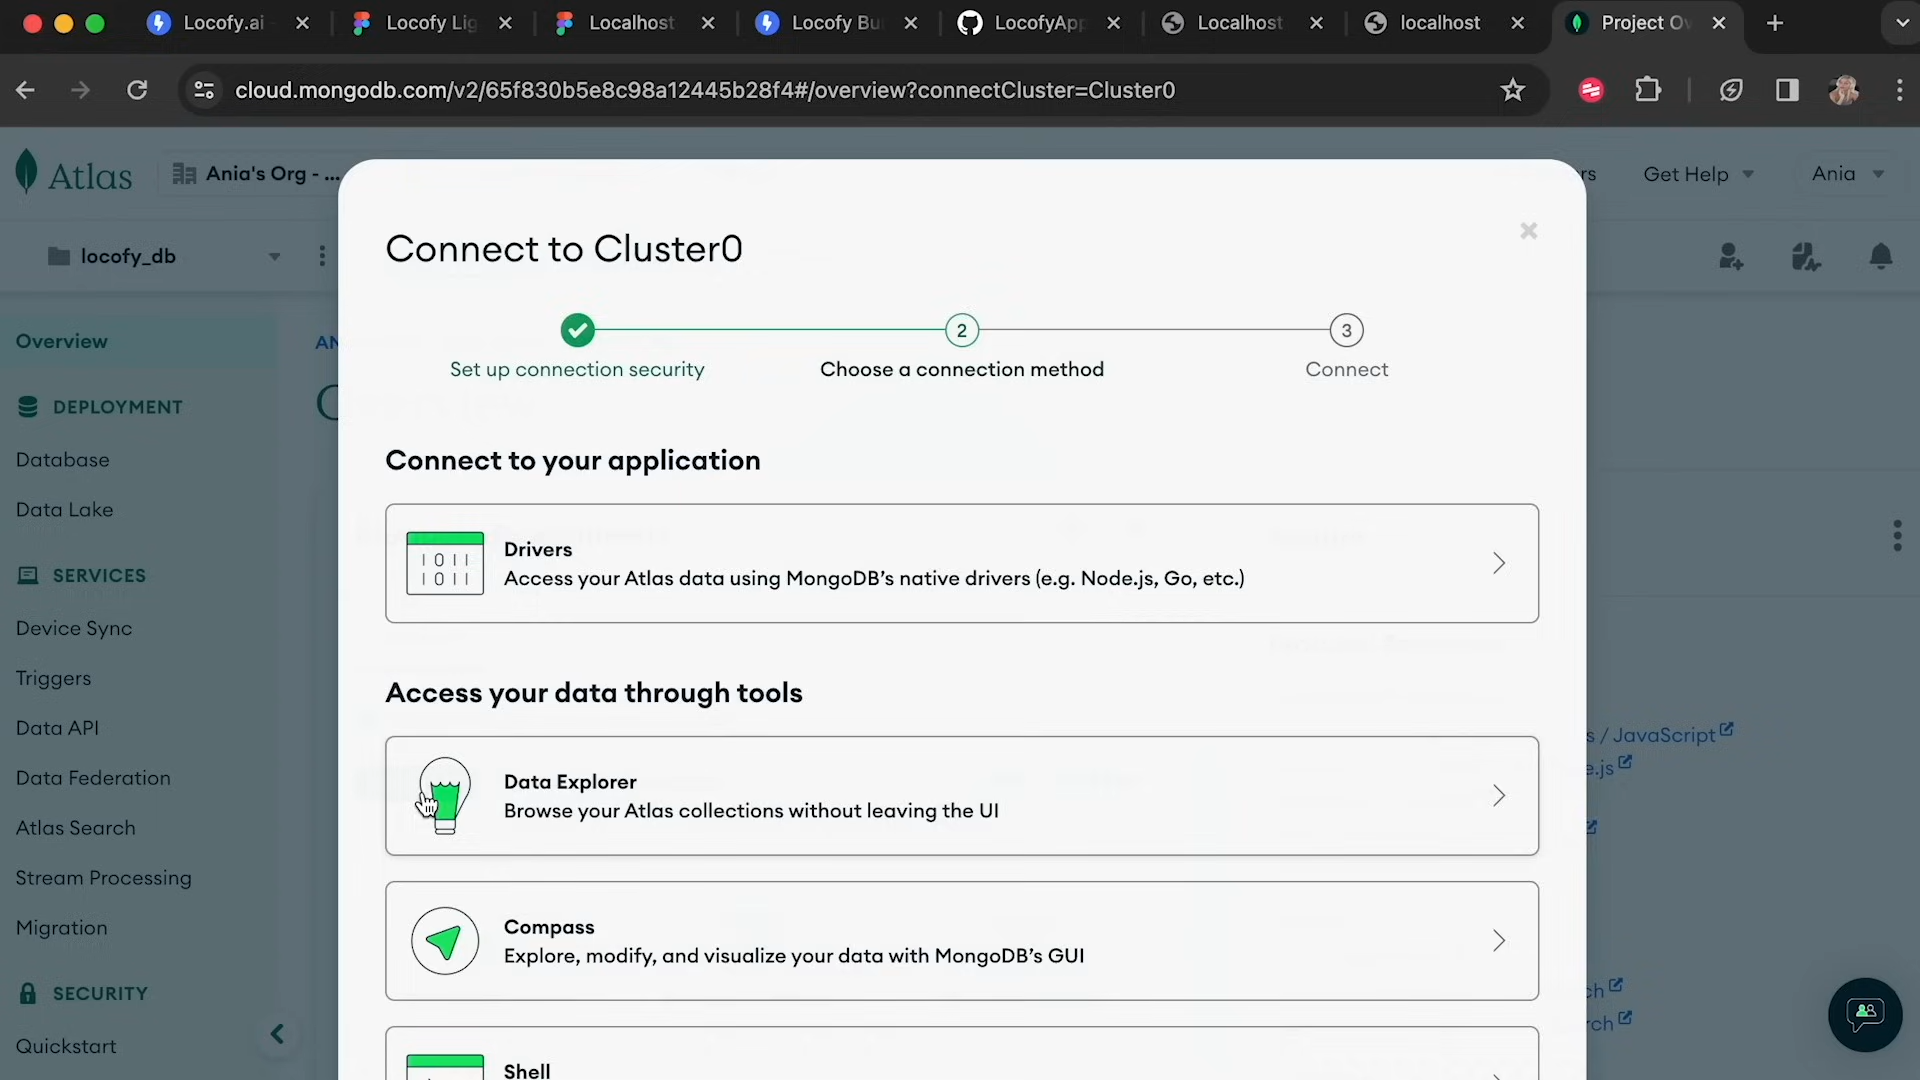 Locofy.ai
Locofy Lig
Localhost
Locofy Bu
LocofyApp
Localhost
localhost
Project Ov
cloud.mongodb.com/v2/65f830b5e8c98a12445b28f4#/overview?connectCluster=Cluster0
Atlas
Ania's Org - ...
Get Help
Ania
locofy_db
Connect to Cluster0
2
3
Set up connection security
Choose a connection method
Connect
Overview
DEPLOYMENT
Database
Data Lake
SERVICES
Device Sync
Triggers
Data API
Data Federation
Atlas Search
Stream Processing
Migration
SECURITY
Quickstart
Connect to your application
Drivers
Access your Atlas data using MongoDB’s native drivers (e.g. Node.js, Go, etc.)
Access your data through tools
Data Explorer
Browse your Atlas collections without leaving the UI
Compass
Explore, modify, and visualize your data with MongoDB’s GUI
Shell
s / JavaScript
e.js
ch
rch